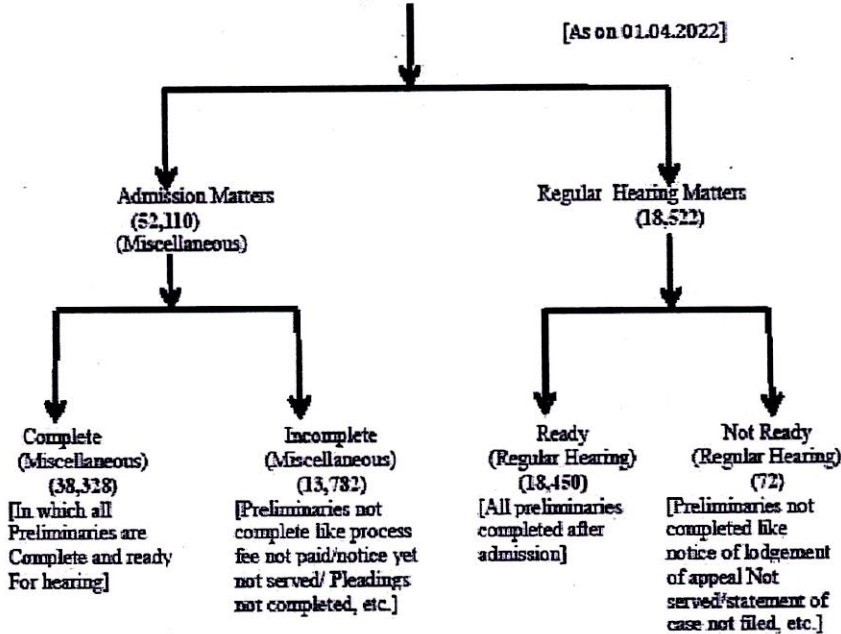 [As on 01.04.2022]
Admission Matters
(52,110)
(Miscellaneous)
Regular Hearing Matters
(18,522)
Complete
(Miscellaneous)
(38,328)
[In which all
Preliminaries are
Complete and ready
For hearing]
Incomplete
(Miscellaneous)
(13,782)
[Preliminaries not
complete like process
fee not paid/notice yet
not served/ Pleadings
not completed, etc.]
Ready
(Regular Hearing)
(18,450)
[All preliminaries
completed after
admission]
Not Ready
(Regular Hearing)
(72)
[Preliminaries not
completed like
notice of lodgement
of appeal Not
served/statement of
case not filed, etc.]